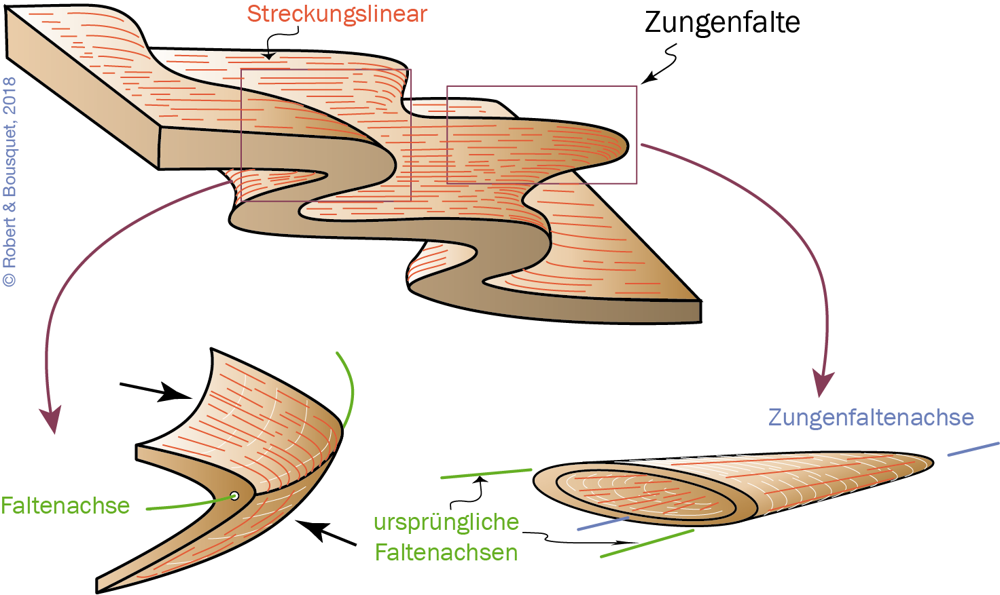 Streckungslinear
Zungenfalte
© Robert & Bousquet, 2018
Zungenfaltenachse
Faltenachse
ursprüngliche
Faltenachsen